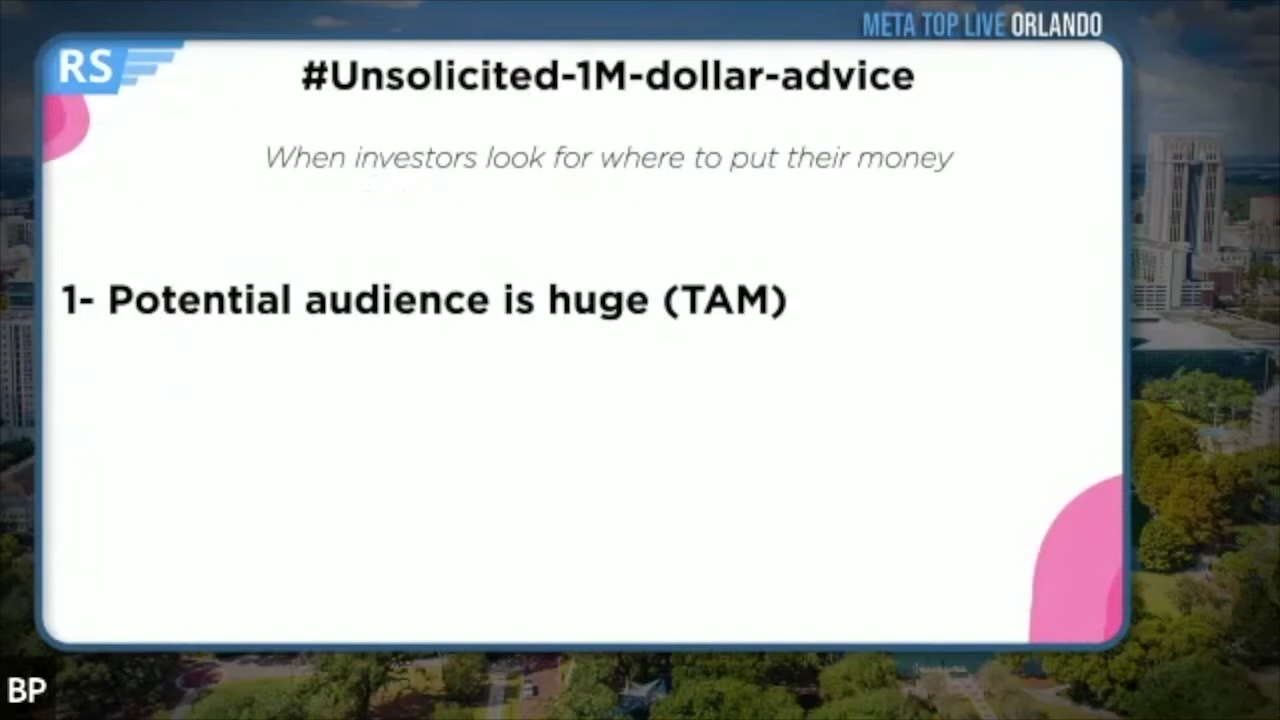 META TOP LIVE ORLANDO
RS
#Unsolicited-1M-dollar-advice
When investors look for where to put their money
1- Potential audience is huge (TAM)
BP